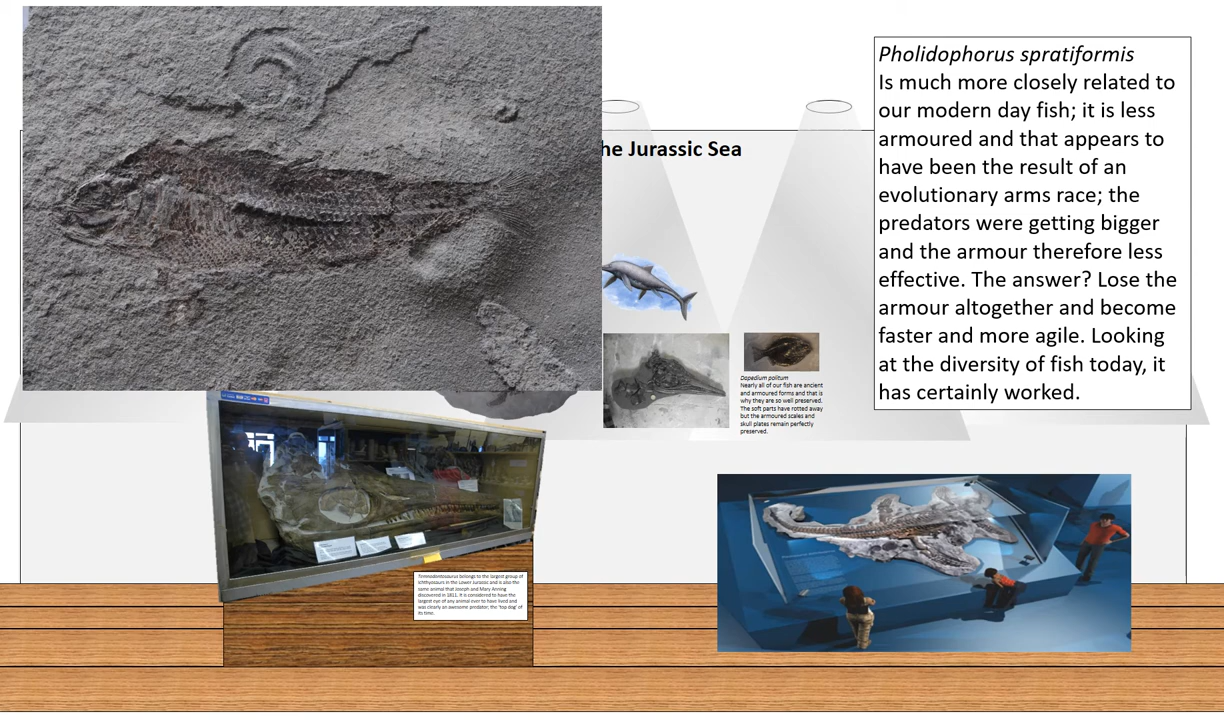 Pholidophorus spratiformis
Is much more closely related to
our modern day fish; it is less
armoured and that appears to
have been the result of an
evolutionary arms race; the
predators were getting bigger
and the armour therefore less
effective. The answer? Lose the
armour altogether and become
faster and more agile. Looking
at the diversity of fish today, it
has certainly worked.
he Jurassic Sea
Dapedium politum
Nearly all of our fish are ancient
and armoured forms and that is
why they are so well preserved.
The soft parts have rotted away
but the armoured scales and
skull plates remain perfectly
preserved.
Temnodontosaurus belongs to the largest group of
ichthyosaurs in the Lower Jurassic and is also the
same animal that Joseph and Mary Anning
discovered in 1811. It is considered to have the
largest eye of any animal ever to have lived and
was clearly an awesome predator; the 'top dog' of
its time.